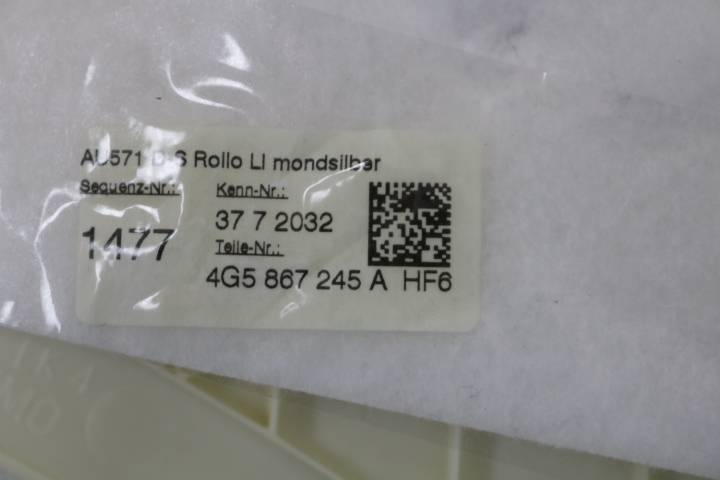 AU571 D-S Rollo LI mondsilber
Sequenz-Nr.: Kenn-Nr.:
1477 37 7 2032
Teile-Nr.:
4G5 867 245 A HF6